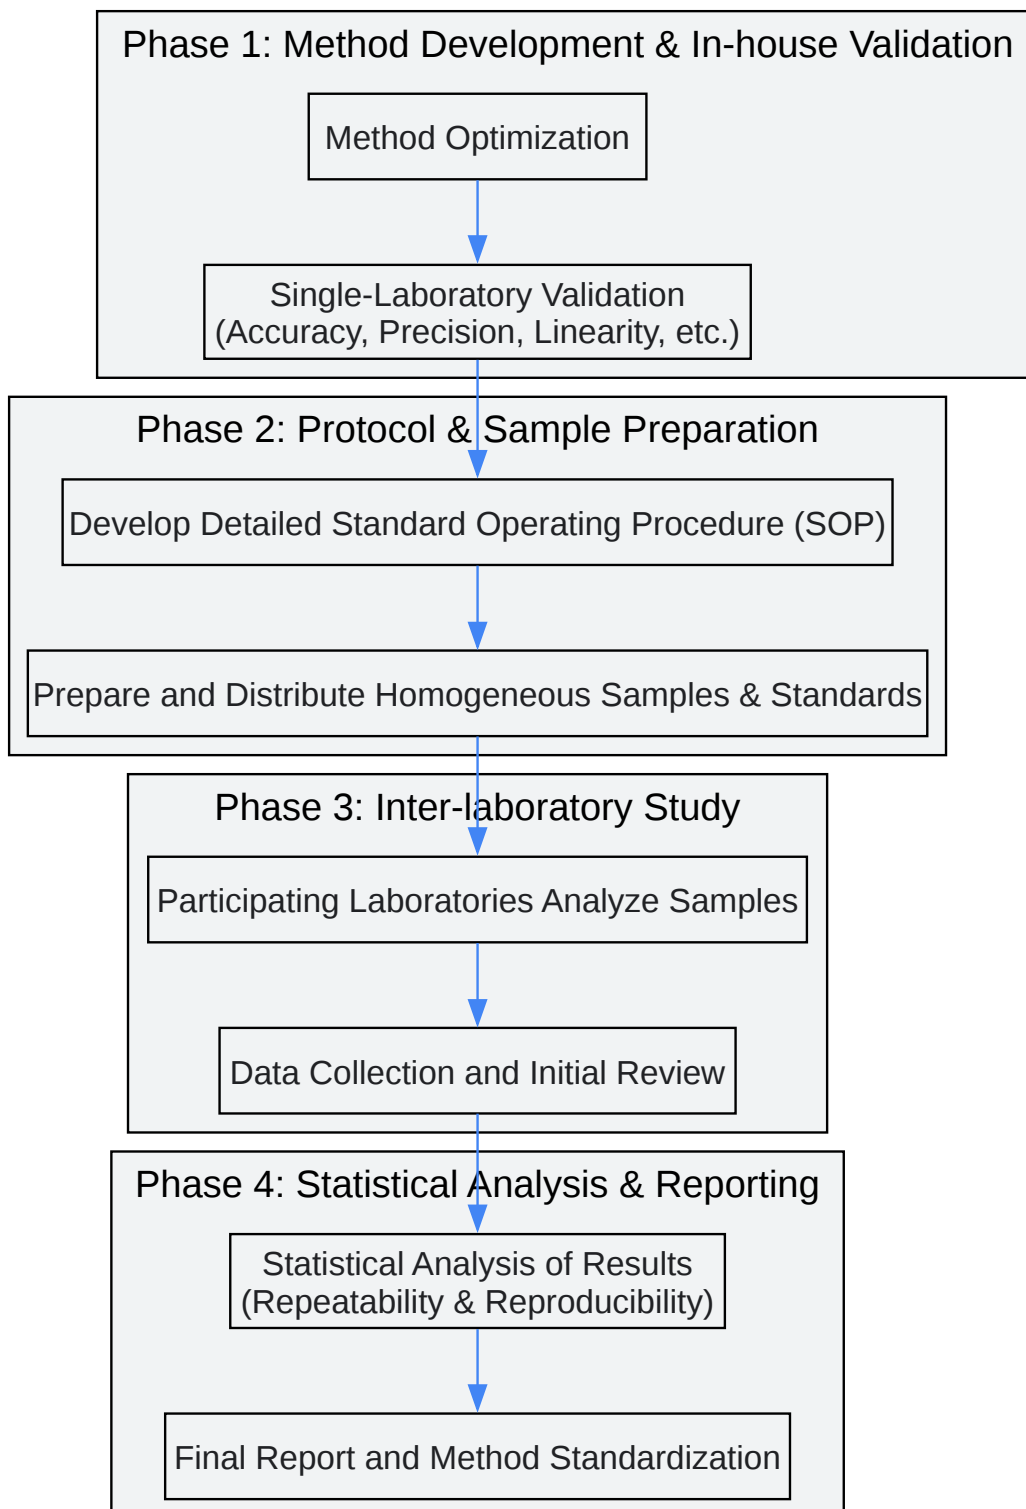 Phase 1: Method Development & In-house Validation
Method Optimization
Single-Laboratory Validation
(Accuracy, Precision, Linearity, etc.)
Phase 2: Protocol & Sample Preparation
Develop Detailed Standard Operating Procedure (SOP)
Prepare and Distribute Homogeneous Samples & Standards
Phase 3: Inter-laboratory Study
Participating Laboratories Analyze Samples
Data Collection and Initial Review
Phase 4: Statistical Analysis & Reporting
Statistical Analysis of Results
(Repeatability & Reproducibility)
Final Report and Method Standardization